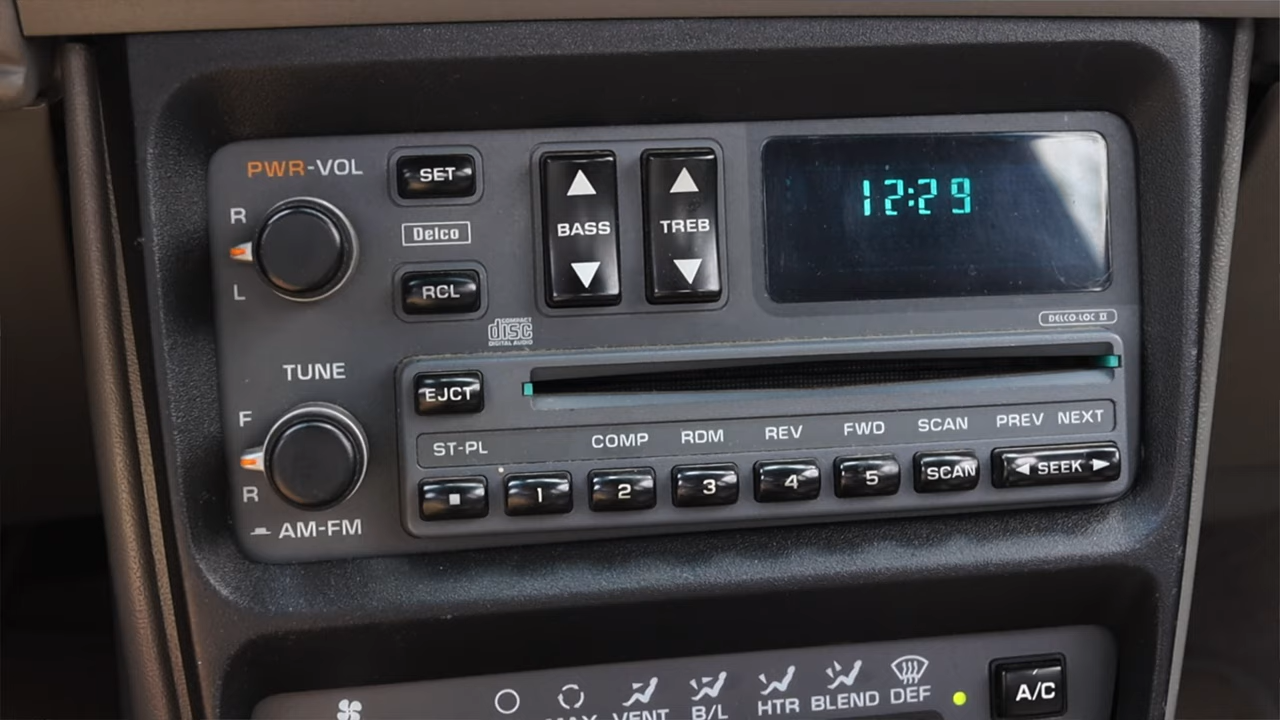 PWR-VOL
R
L
SET
Delco
RCL
COMPACT
disc
DIGITAL AUDIO
BASS
TREB
12:29
DELCO-LOC II
TUNE
F
R
AM-FM
EJCT
ST-PL COMP RDM REV FWD SCAN PREV NEXT
1 2 3 4 5 SCAN SEEK
MAX VENT B/L HTR BLEND DEF
A/C